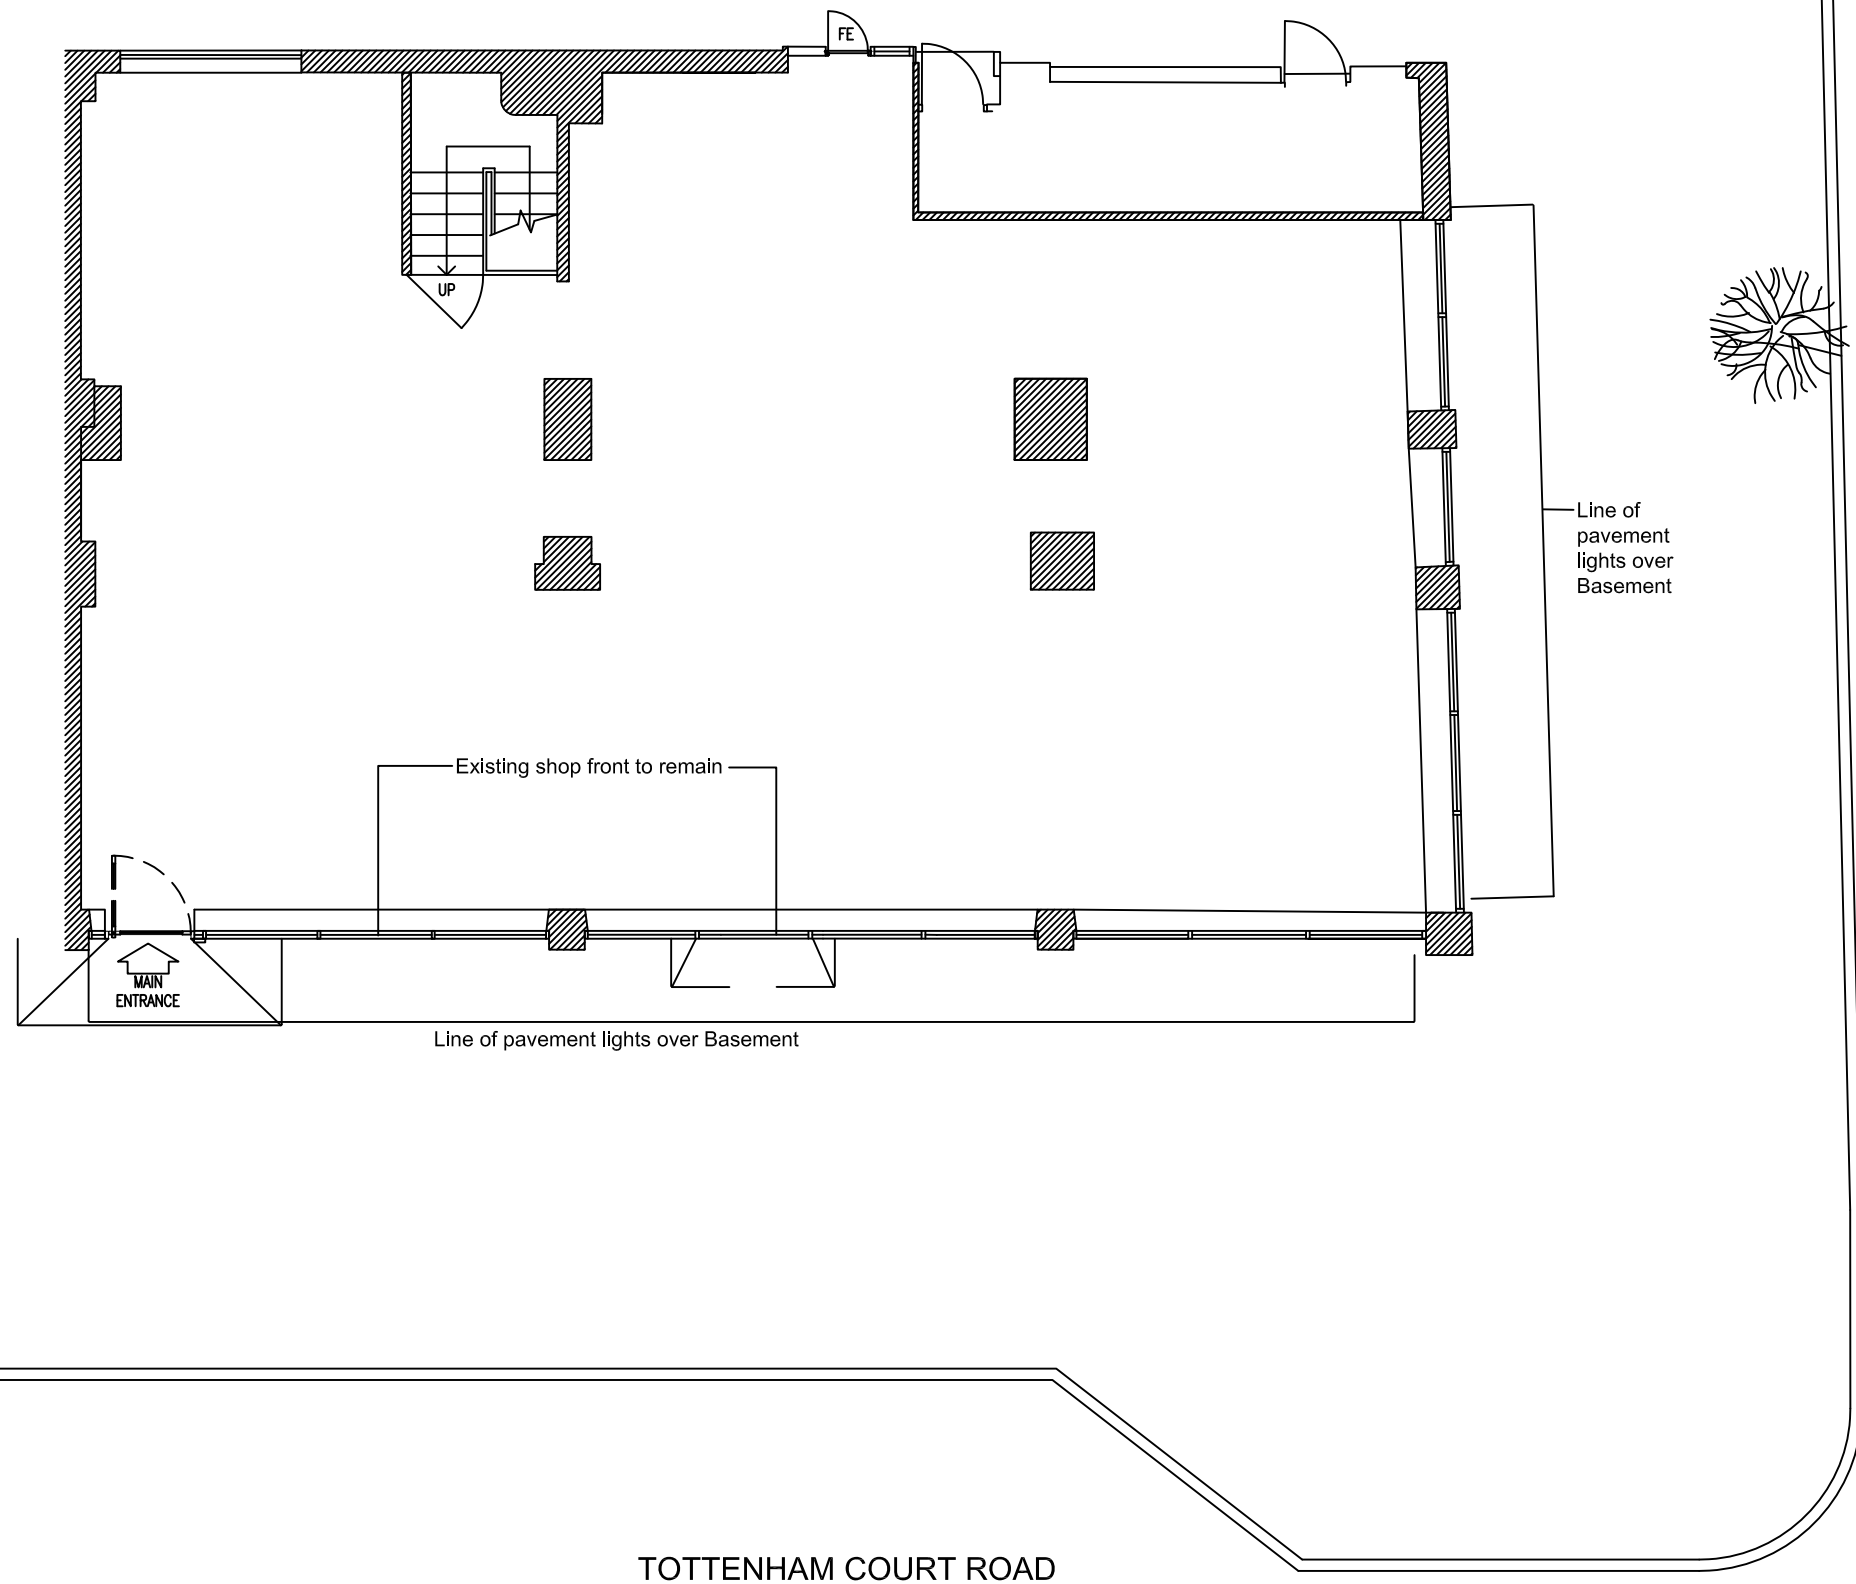 FE
UP
Line of
pavement
lights over
Basement
Existing shop front to remain
MAIN
ENTRANCE
Line of pavement lights over Basement
TOTTENHAM COURT ROAD